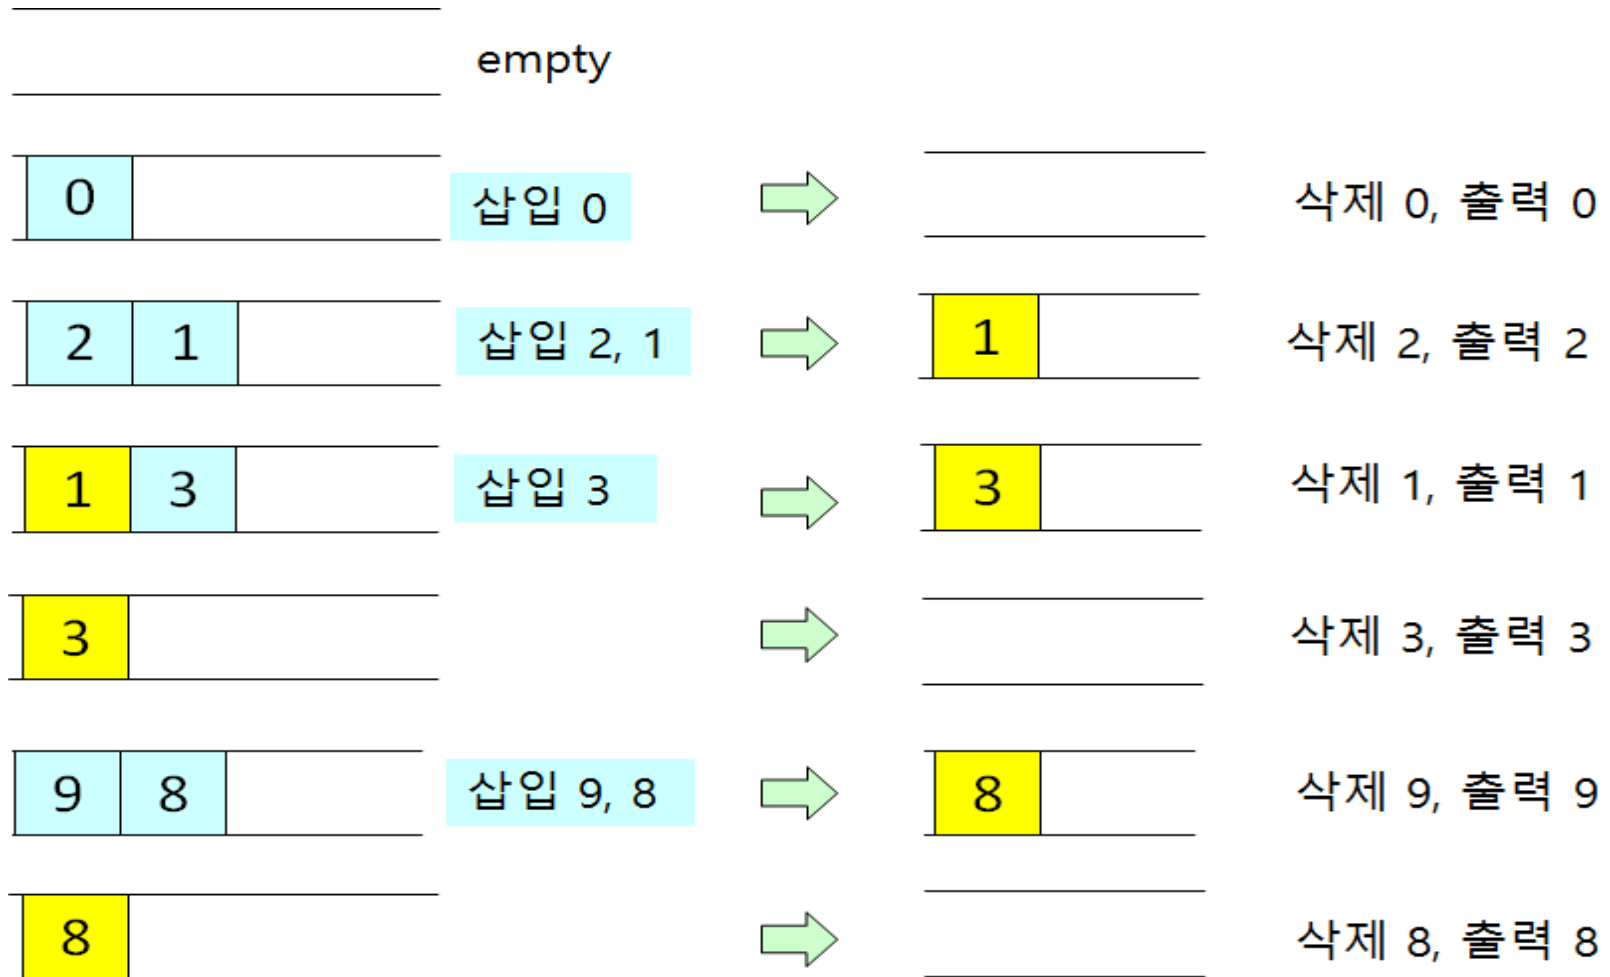 empty
0 삽입 0 삭제 0, 출력 0
2 1 삽입 2, 1 1 삭제 2, 출력 2
1 3 삽입 3 3 삭제 1, 출력 1
3 삭제 3, 출력 3
9 8 삽입 9, 8 8 삭제 9, 출력 9
8 삭제 8, 출력 8